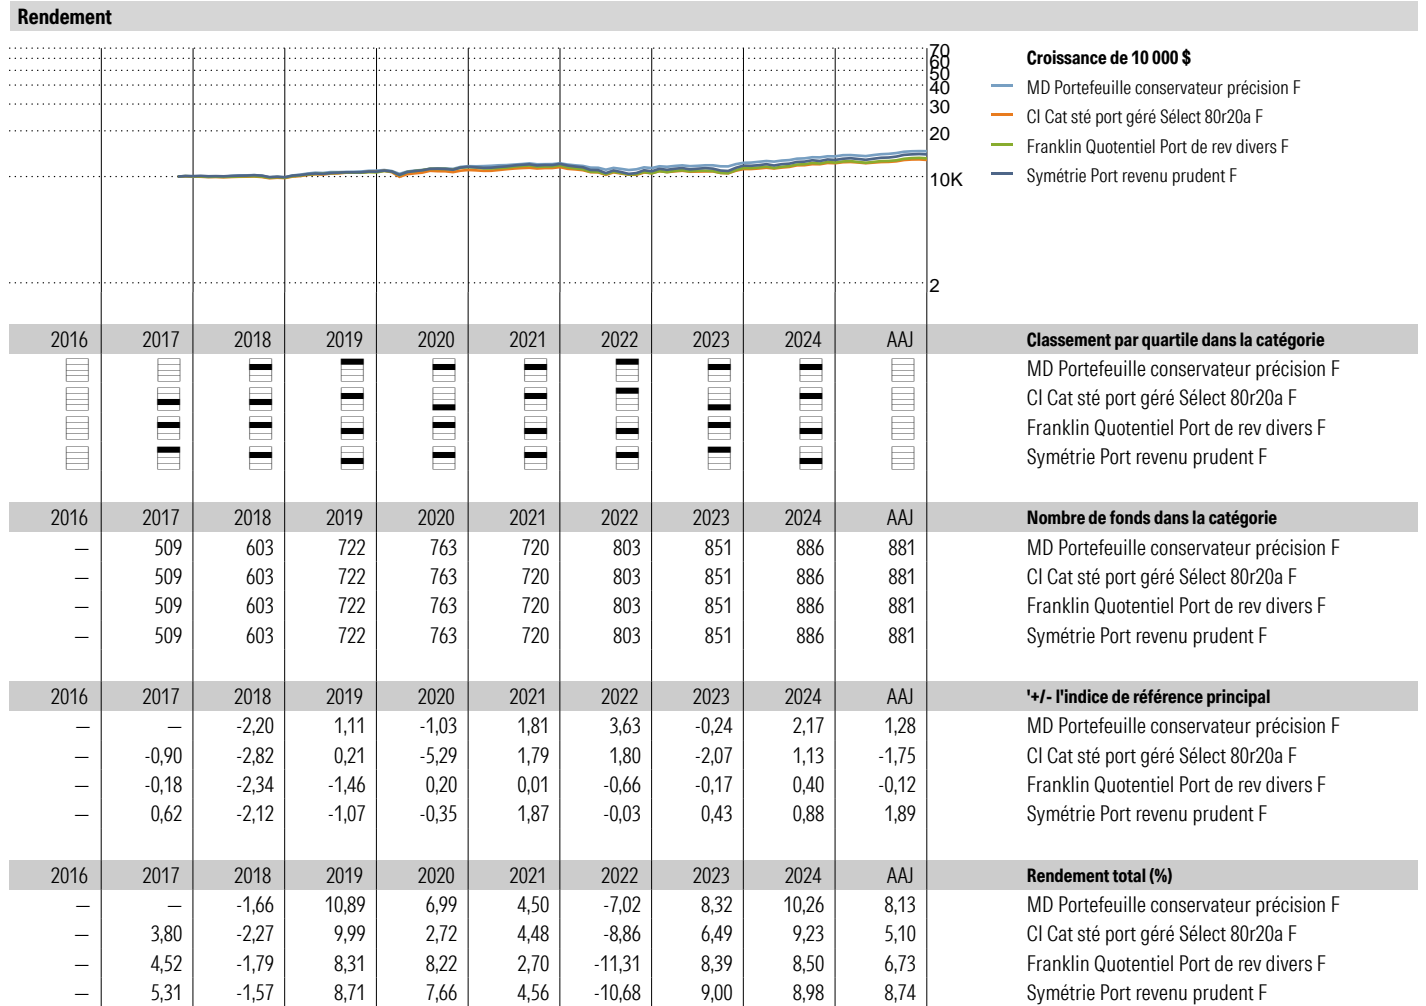 Rendement
70
60
50
40
30
20
10K
2
Croissance de 10 000 $
MD Portefeuille conservateur précision F
CI Cat sté port géré Sélect 80r20a F
Franklin Quotentiel Port de rev divers F
Symétrie Port revenu prudent F
2016 2017 2018 2019 2020 2021 2022 2023 2024 AAJ Classement par quartile dans la catégorie
MD Portefeuille conservateur précision F
CI Cat sté port géré Sélect 80r20a F
Franklin Quotentiel Port de rev divers F
Symétrie Port revenu prudent F
2016 2017 2018 2019 2020 2021 2022 2023 2024 AAJ Nombre de fonds dans la catégorie
— 509 603 722 763 720 803 851 886 881 MD Portefeuille conservateur précision F
— 509 603 722 763 720 803 851 886 881 CI Cat sté port géré Sélect 80r20a F
— 509 603 722 763 720 803 851 886 881 Franklin Quotentiel Port de rev divers F
— 509 603 722 763 720 803 851 886 881 Symétrie Port revenu prudent F
2016 2017 2018 2019 2020 2021 2022 2023 2024 AAJ '+/- l'indice de référence principal
— — -2,20 1,11 -1,03 1,81 3,63 -0,24 2,17 1,28 MD Portefeuille conservateur précision F
— -0,90 -2,82 0,21 -5,29 1,79 1,80 -2,07 1,13 -1,75 CI Cat sté port géré Sélect 80r20a F
— -0,18 -2,34 -1,46 0,20 0,01 -0,66 -0,17 0,40 -0,12 Franklin Quotentiel Port de rev divers F
— 0,62 -2,12 -1,07 -0,35 1,87 -0,03 0,43 0,88 1,89 Symétrie Port revenu prudent F
2016 2017 2018 2019 2020 2021 2022 2023 2024 AAJ Rendement total (%)
— — -1,66 10,89 6,99 4,50 -7,02 8,32 10,26 8,13 MD Portefeuille conservateur précision F
— 3,80 -2,27 9,99 2,72 4,48 -8,86 6,49 9,23 5,10 CI Cat sté port géré Sélect 80r20a F
— 4,52 -1,79 8,31 8,22 2,70 -11,31 8,39 8,50 6,73 Franklin Quotentiel Port de rev divers F
— 5,31 -1,57 8,71 7,66 4,56 -10,68 9,00 8,98 8,74 Symétrie Port revenu prudent F